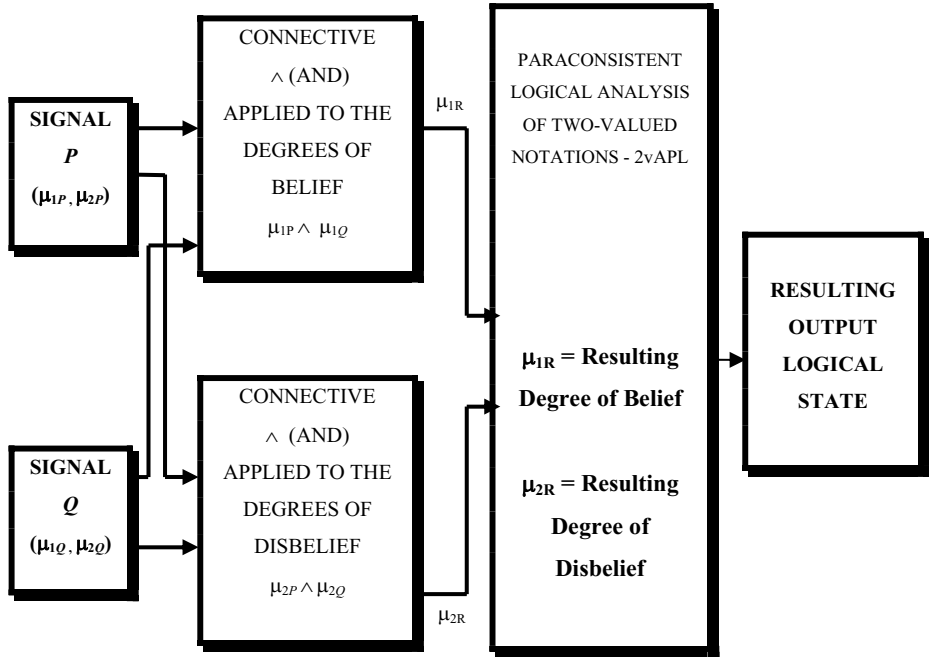 SIGNAL
P
(μ1P, μ2P)
SIGNAL
Q
(μ1Q, μ2Q)
CONNECTIVE
∧ (AND)
APPLIED TO THE
DEGREES OF
BELIEF
μ1P ∧ μ1Q
CONNECTIVE
∧ (AND)
APPLIED TO THE
DEGREES OF
DISBELIEF
μ2P ∧ μ2Q
μ1R
μ2R
PARACONSISTENT
LOGICAL ANALYSIS
OF TWO-VALUED
NOTATIONS - 2vAPL
μ1R = Resulting
Degree of Belief
μ2R = Resulting
Degree of
Disbelief
RESULTING
OUTPUT
LOGICAL
STATE